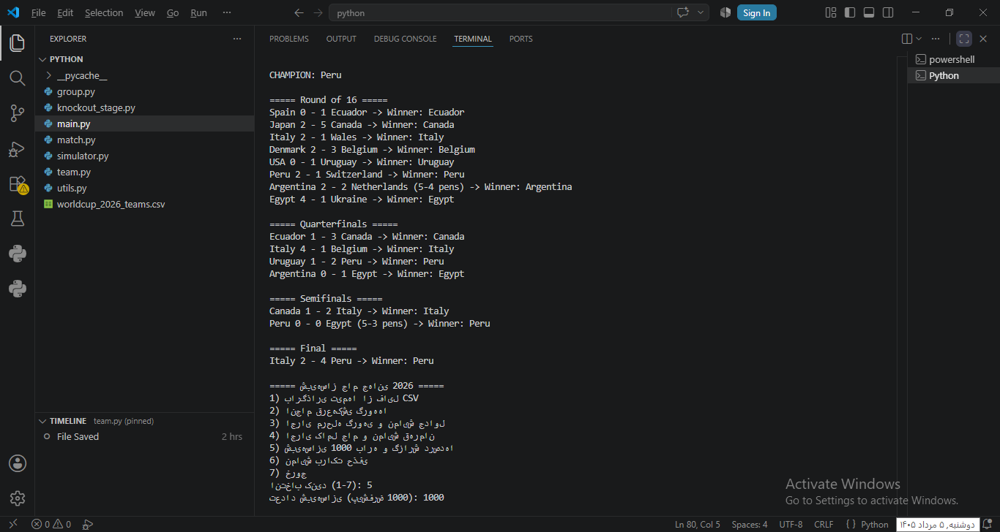 File Edit Selection View Go Run ···
python
Sign In
EXPLORER
PYTHON
__pycache__
group.py
knockout_stage.py
main.py
match.py
simulator.py
team.py
utils.py
worldcup_2026_teams.csv
TIMELINE team.py (pinned)
File Saved 2 hrs
PROBLEMS OUTPUT DEBUG CONSOLE TERMINAL PORTS
powershell
Python
CHAMPION: Peru
===== Round of 16 =====
Spain 0 - 1 Ecuador -> Winner: Ecuador
Japan 2 - 5 Canada -> Winner: Canada
Italy 2 - 1 Wales -> Winner: Italy
Denmark 2 - 3 Belgium -> Winner: Belgium
USA 0 - 1 Uruguay -> Winner: Uruguay
Peru 2 - 1 Switzerland -> Winner: Peru
Argentina 2 - 2 Netherlands (5-4 pens) -> Winner: Argentina
Egypt 4 - 1 Ukraine -> Winner: Egypt
===== Quarterfinals =====
Ecuador 1 - 3 Canada -> Winner: Canada
Italy 4 - 1 Belgium -> Winner: Italy
Uruguay 1 - 2 Peru -> Winner: Peru
Argentina 0 - 1 Egypt -> Winner: Egypt
===== Semifinals =====
Canada 1 - 2 Italy -> Winner: Italy
Peru 0 - 0 Egypt (5-3 pens) -> Winner: Peru
===== Final =====
Italy 2 - 4 Peru -> Winner: Peru
===== شبیه‌ساز جام جهانی 2026 =====
1) بارگذاری تیم‌ها از فایل CSV
2) انجام قرعه‌کشی گروه‌ها
3) اجرای مرحله گروهی و نمایش جداول
4) اجرای کامل جام و نمایش قهرمان
5) شبیه‌سازی 1000 باره و گزارش درصدها
6) نمایش براکت حذفی
7) خروج
انتخاب کنید (1-7): 5
تعداد شبیه‌سازی (پیش‌فرض 1000): 1000
Activate Windows
Go to Settings to activate Windows.
0 0
Ln 80, Col 5 Spaces: 4 UTF-8 CRLF { } Python
دوشنبه, ۵ مرداد ۱۴۰۵